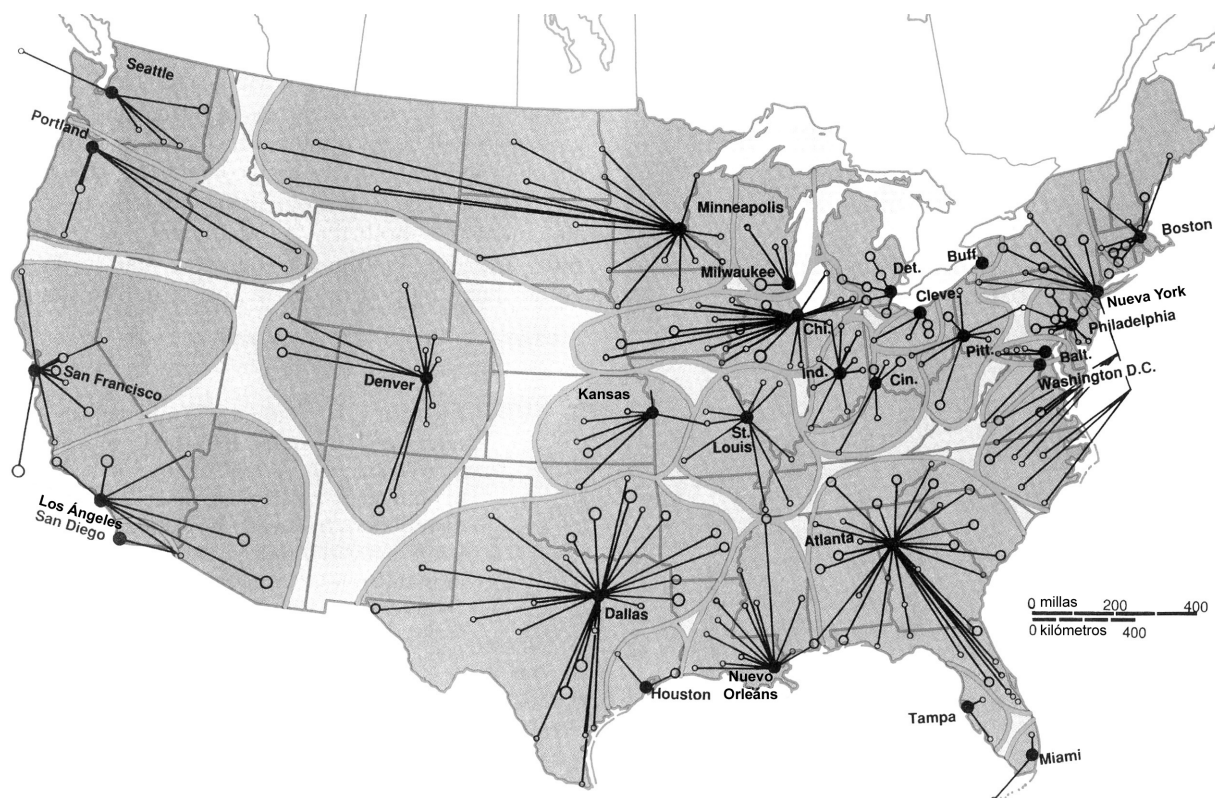 Seattle
Portland
Minneapolis
Boston
Buff.
Det.
Milwaukee
Cleve.
Nueva York
Chi.
Philadelphia
Pitt.
Balt.
San Francisco
Ind.
Cin.
Washington D.C.
Denver
Kansas
St.
Louis
Los Ángeles
San Diego
Atlanta
Dallas
0 millas 200 400
0 kilómetros 400
Nuevo
Orleáns
Houston
Tampa
Miami